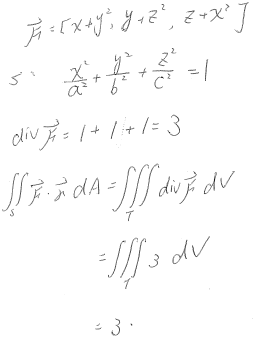 F⃗ = [x+y², y+z², z+x²]
S: x²/a² + y²/b² + z²/c² = 1
div F⃗ = 1 + 1 + 1 = 3
∬_S F⃗ · n⃗ dA = ∭_T div F⃗ dV
= ∭_T 3 dV
= 3 ·